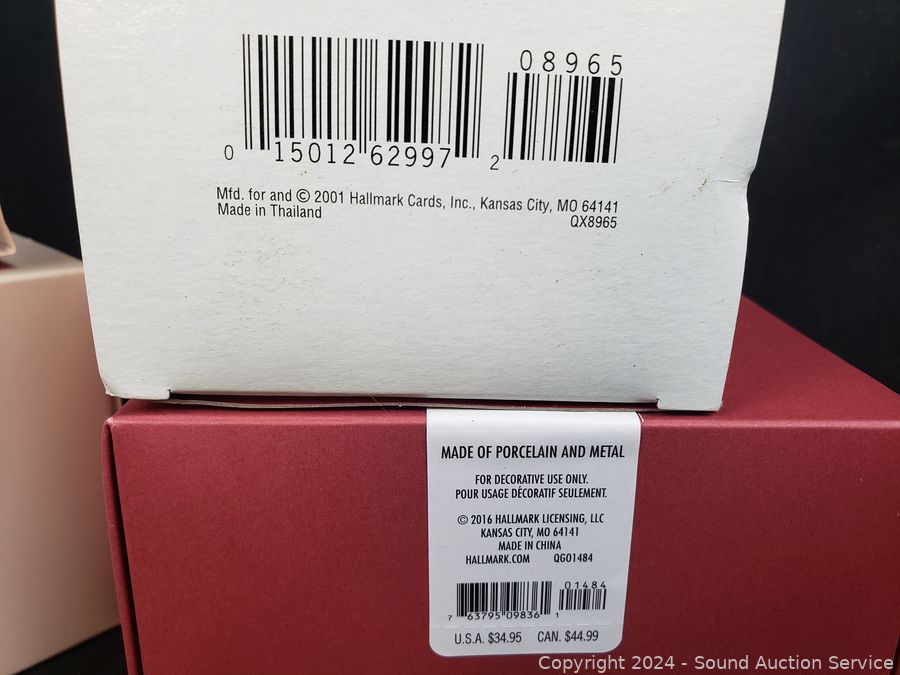 08965
0 15012 62997 2
Mfd. for and © 2001 Hallmark Cards, Inc., Kansas City, MO 64141
Made in Thailand
QX8965
MADE OF PORCELAIN AND METAL
FOR DECORATIVE USE ONLY.
POUR USAGE DÉCORATIF SEULEMENT.
© 2016 HALLMARK LICENSING, LLC
KANSAS CITY, MO 64141
MADE IN CHINA
HALLMARK.COM QGO1484
01484
7 63795 09836 1
U.S.A. $34.95 CAN. $44.99
Copyright 2024 - Sound Auction Service